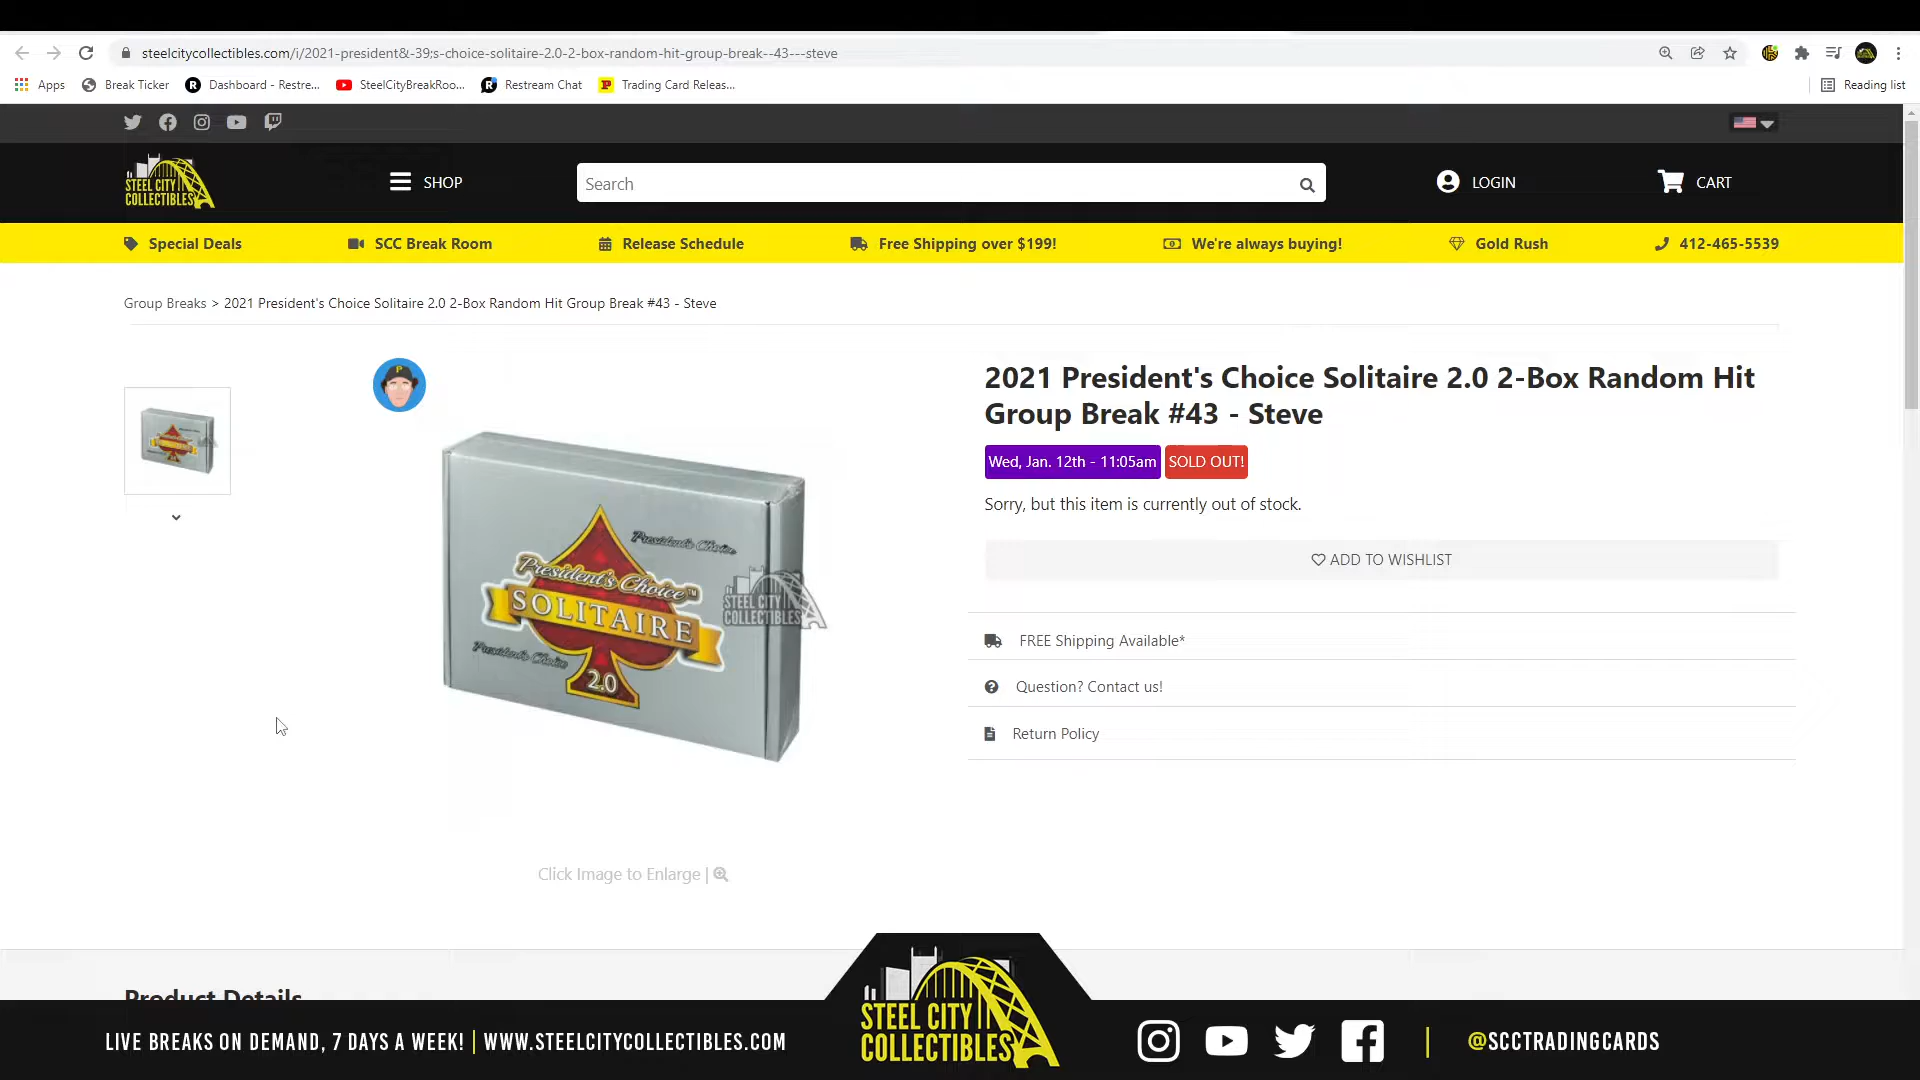 steelcitycollectibles.com/i/2021-president&-39;s-choice-solitaire-2.0-2-box-random-hit-group-break--43---steve
Apps
Break Ticker
Dashboard - Restre...
SteelCityBreakRoo...
Restream Chat
Trading Card Releas...
Reading list
STEEL CITY
COLLECTIBLES
SHOP
Search
LOGIN
CART
Special Deals
SCC Break Room
Release Schedule
Free Shipping over $199!
We're always buying!
Gold Rush
412-465-5539
Group Breaks > 2021 President's Choice Solitaire 2.0 2-Box Random Hit Group Break #43 - Steve
2021 President's Choice Solitaire 2.0 2-Box Random Hit
Group Break #43 - Steve
Wed, Jan. 12th - 11:05am
SOLD OUT!
Sorry, but this item is currently out of stock.
ADD TO WISHLIST
FREE Shipping Available*
Question? Contact us!
Return Policy
President's Choice
President's Choice™
SOLITAIRE
President's Choice
2.0
STEEL CITY
COLLECTIBLES
Click Image to Enlarge |
Product Details
LIVE BREAKS ON DEMAND, 7 DAYS A WEEK! | WWW.STEELCITYCOLLECTIBLES.COM
STEEL CITY
COLLECTIBLES
@SCCTRADINGCARDS